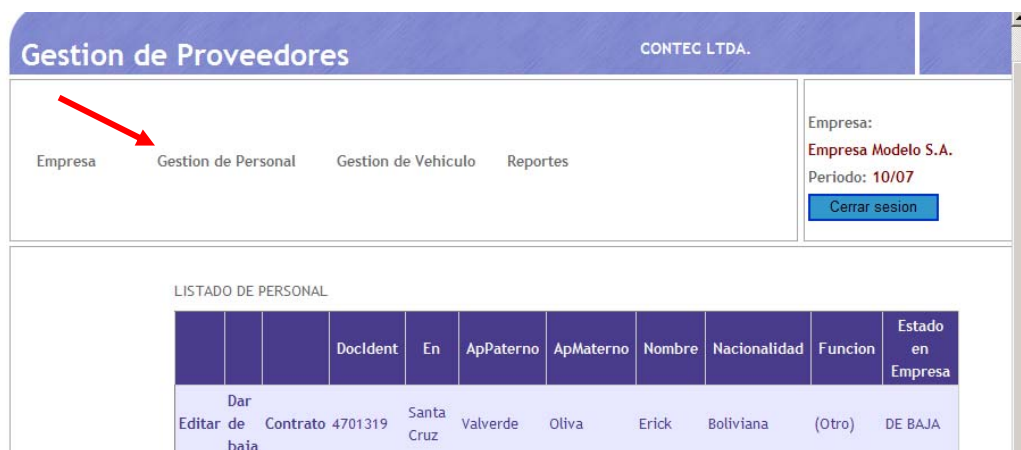 Gestion de Proveedores
CONTEC LTDA.
Empresa
Gestion de Personal
Gestion de Vehiculo
Reportes
Empresa:
Empresa Modelo S.A.
Periodo: 10/07
Cerrar sesion
LISTADO DE PERSONAL
DocIdent En ApPaterno ApMaterno Nombre Nacionalidad Funcion Estado en Empresa
Editar Dar de baja Contrato 4701319 Santa Cruz Valverde Oliva Erick Boliviana (Otro) DE BAJA